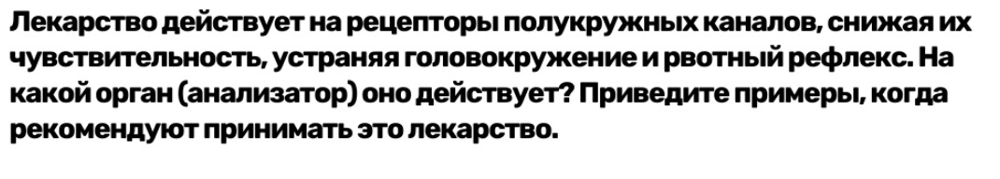 Лекарство действует на рецепторы полукружных каналов, снижая их
чувствительность, устраняя головокружение и рвотный рефлекс. На
какой орган (анализатор) оно действует? Приведите примеры, когда
рекомендуют принимать это лекарство.